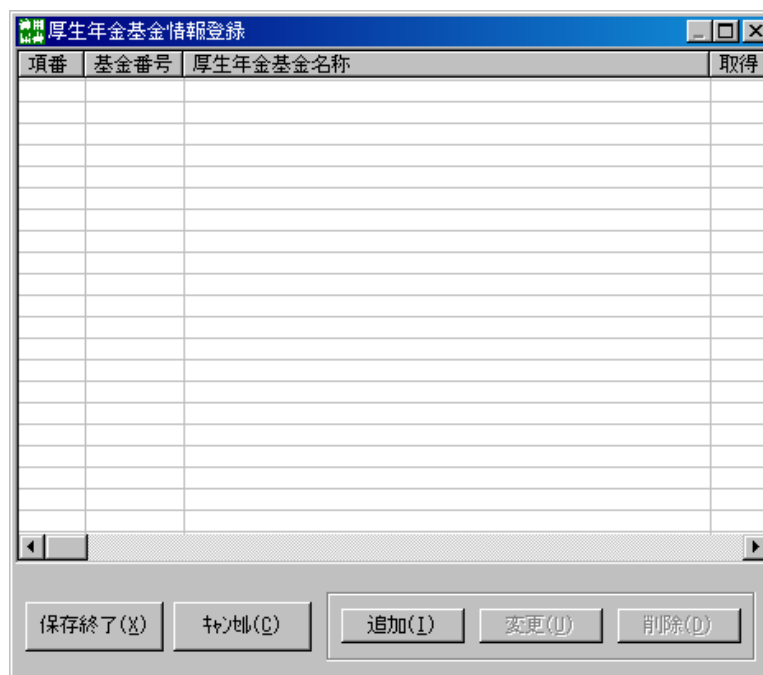 厚生年金基金情報登録
項番 基金番号 厚生年金基金名称 取得
保存終了(X) ｷｬﾝｾﾙ(C) 追加(I) 変更(U) 削除(D)